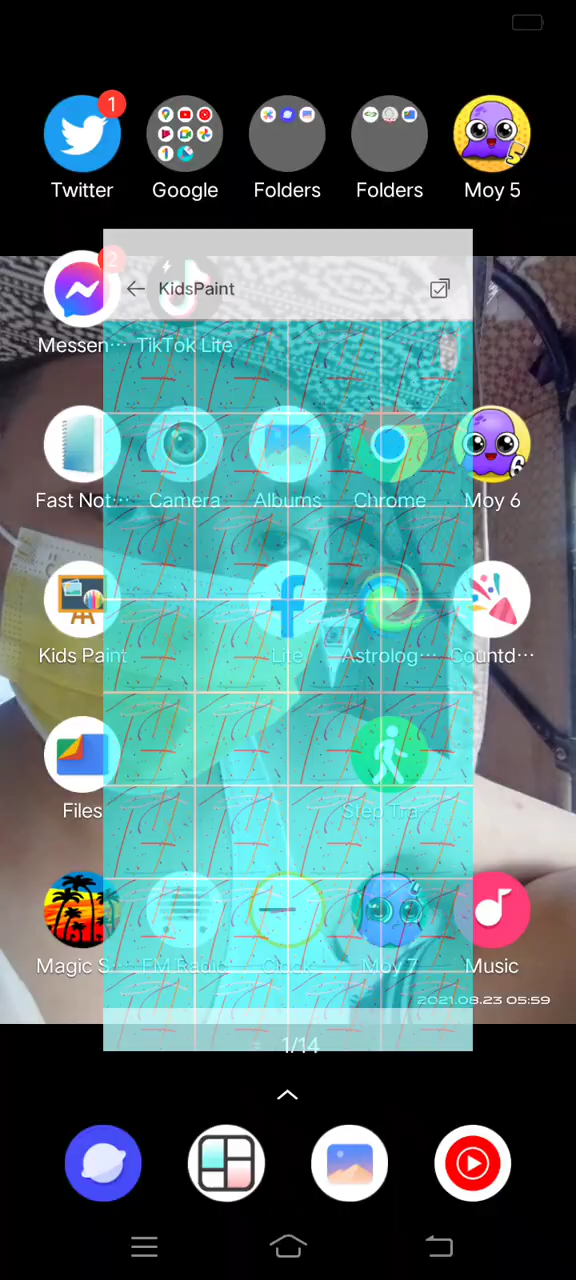 1
Twitter Google Folders Folders Moy 5
2
KidsPaint
Messen··· TikTok Lite
Fast Not··· Camera Albums Chrome Moy 6
Kids Paint Lite Astrolog··· Countd···
Files Step Tra···
Magic S··· FM Radio Clock Moy 7 Music
2021.08.23 05:59
1/14